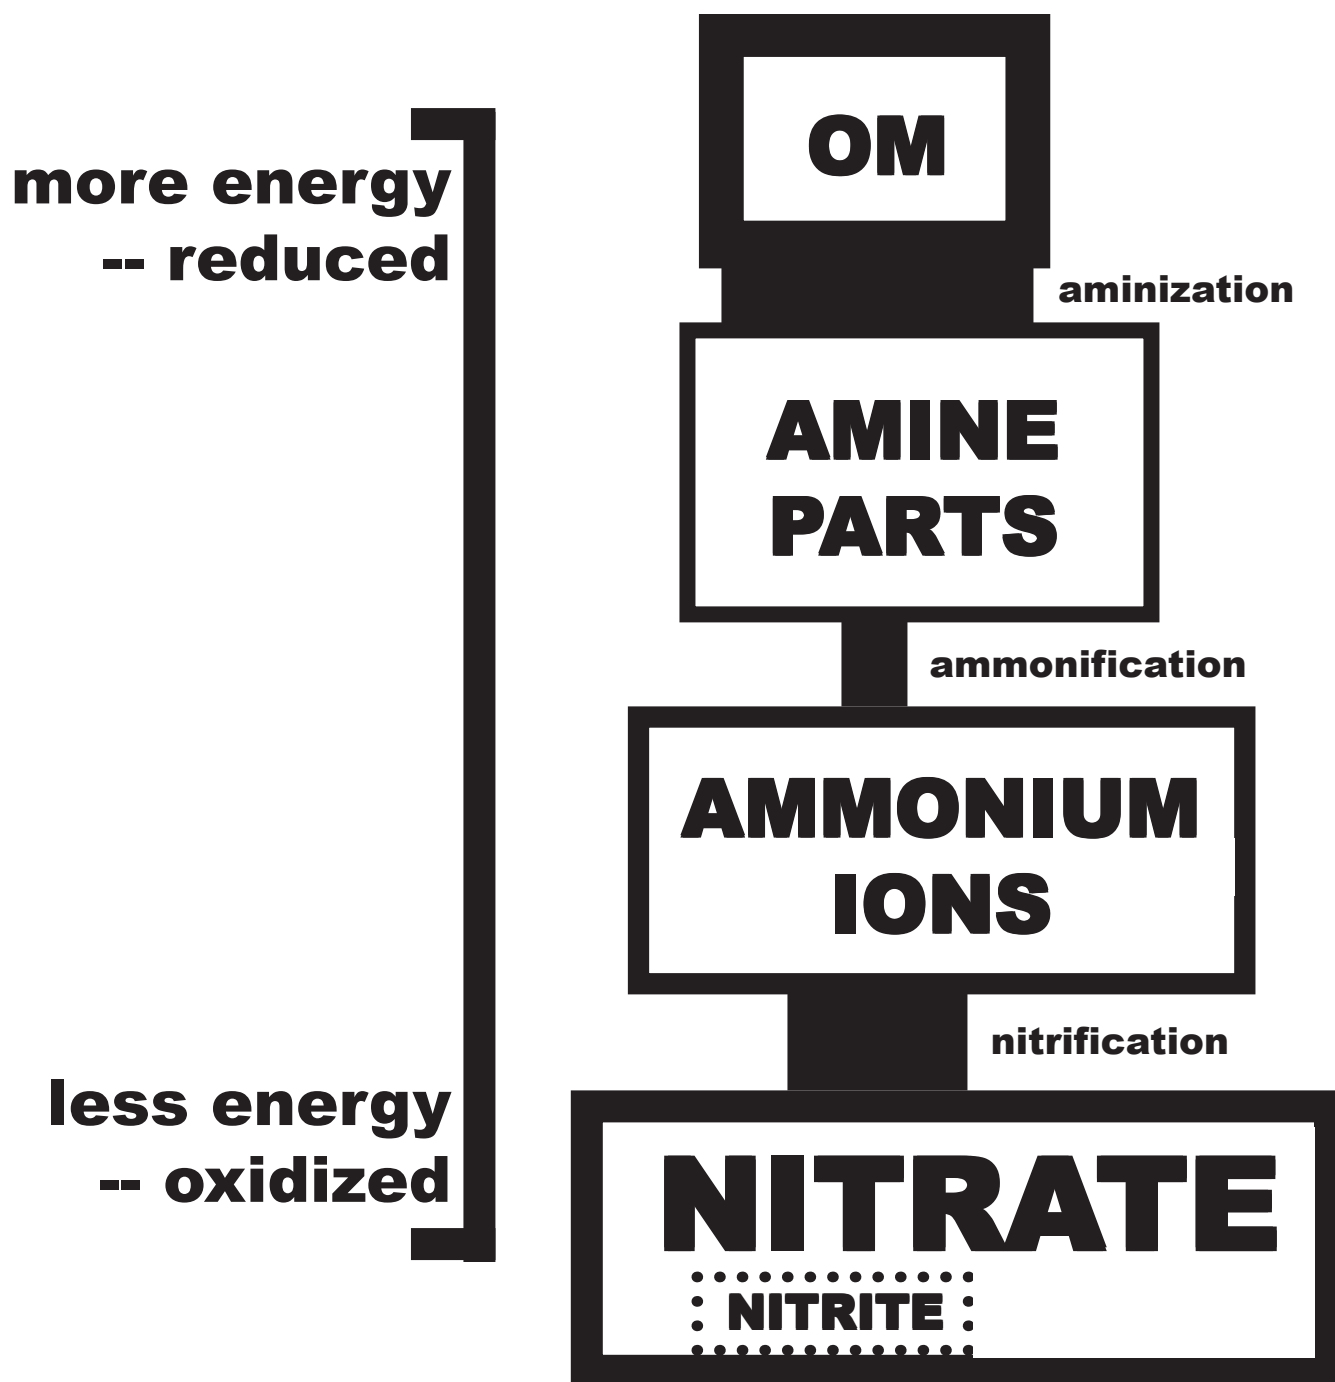 OM
more energy
-- reduced
aminization
AMINE
PARTS
ammonification
AMMONIUM
IONS
nitrification
less energy
-- oxidized
NITRATE
NITRITE